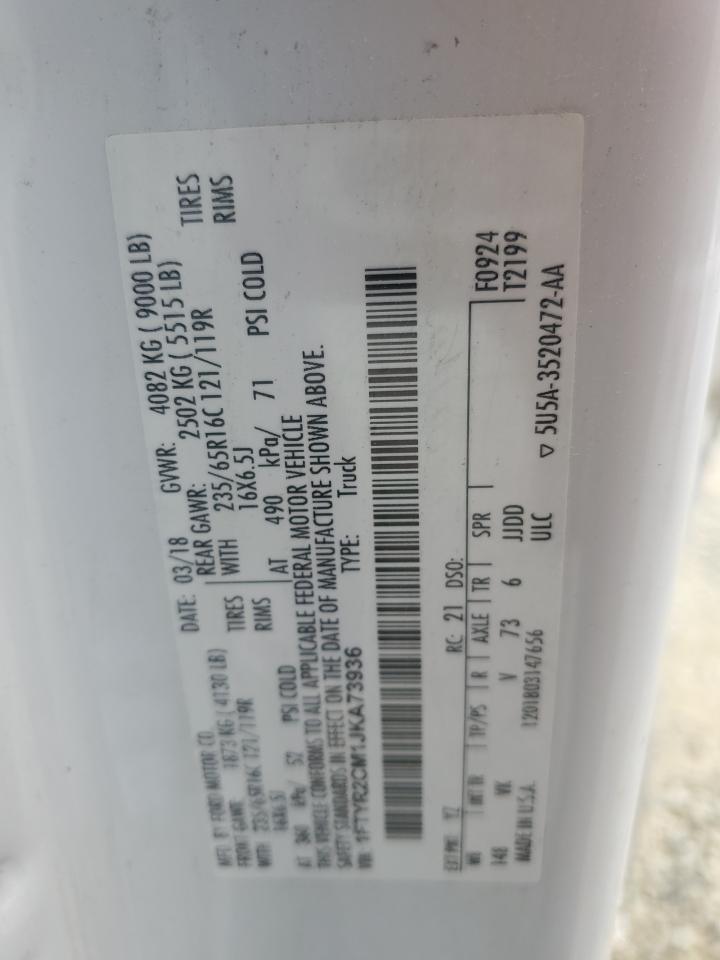 MFD. BY FORD MOTOR CO.
DATE: 03/18 GVWR: 4082 KG ( 9000 LB)
FRONT GAWR: 1873 KG ( 4130 LB) REAR GAWR: 2502 KG ( 5515 LB)
WITH 235/65R16C 121/119R TIRES WITH 235/65R16C 121/119R TIRES
16X6.5J RIMS 16X6.5J RIMS
AT 360 kPa/ 52 PSI COLD AT 490 kPa/ 71 PSI COLD
THIS VEHICLE CONFORMS TO ALL APPLICABLE FEDERAL MOTOR VEHICLE
SAFETY STANDARDS IN EFFECT ON THE DATE OF MANUFACTURE SHOWN ABOVE.
VIN: 1FTYR2CM1JKA73936 TYPE: Truck
EXT PNT: YZ RC: 21 DSO:
WB INT TR TP/PS R AXLE TR SPR F0924
148 VK V 73 6 JJDD T2199
MADE IN U.S.A. 1201803147656 ULC
▽ 5U5A-3520472-AA